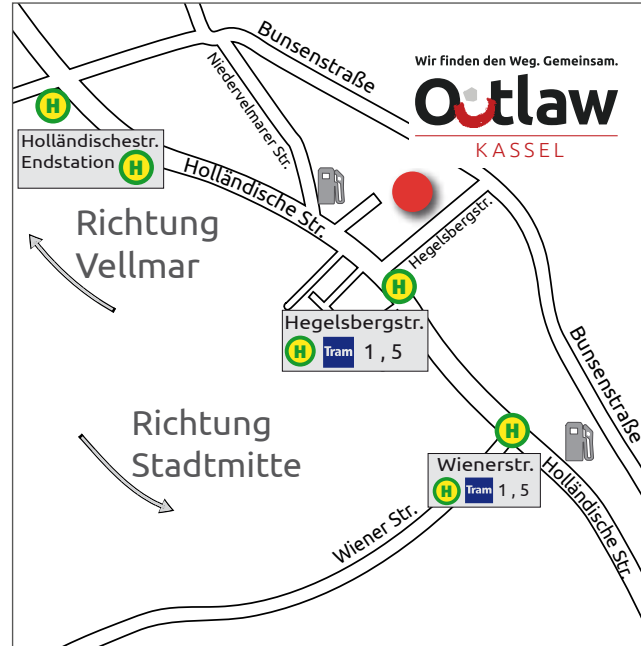 Wir finden den Weg. Gemeinsam.
Outlaw
KASSEL
Bunsenstraße
Niedervelmarer Str.
H
Holländischestr.
Endstation H
Holländische Str.
Richtung
Vellmar
Hegelsbergstr.
H
Hegelsbergstr.
H Tram 1 , 5
Bunsenstraße
Richtung
Stadtmitte
H
Wienerstr.
H Tram 1 , 5
Holländische Str.
Wiener Str.